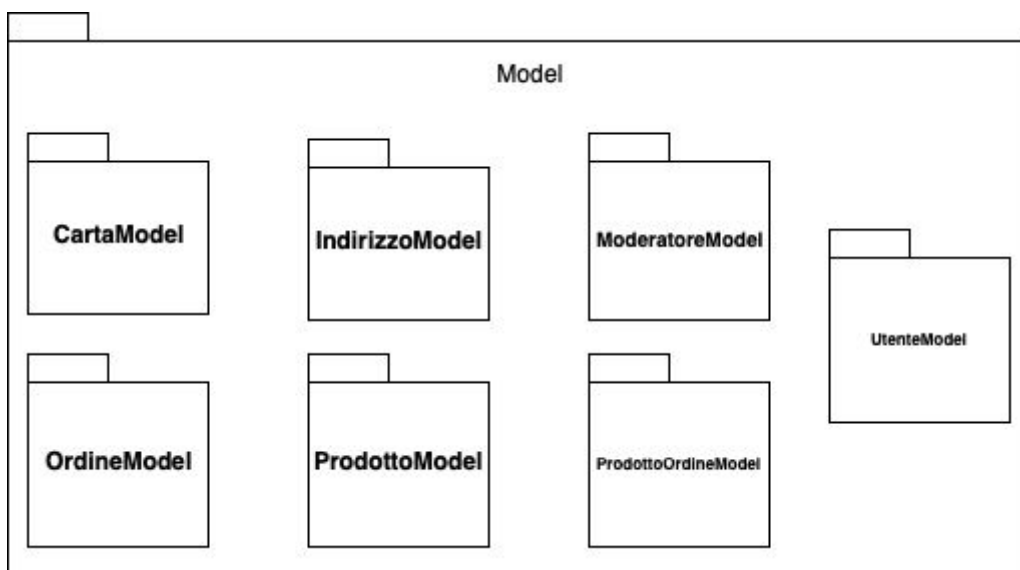 Model
CartaModel
IndirizzoModel
ModeratoreModel
UtenteModel
OrdineModel
ProdottoModel
ProdottoOrdineModel